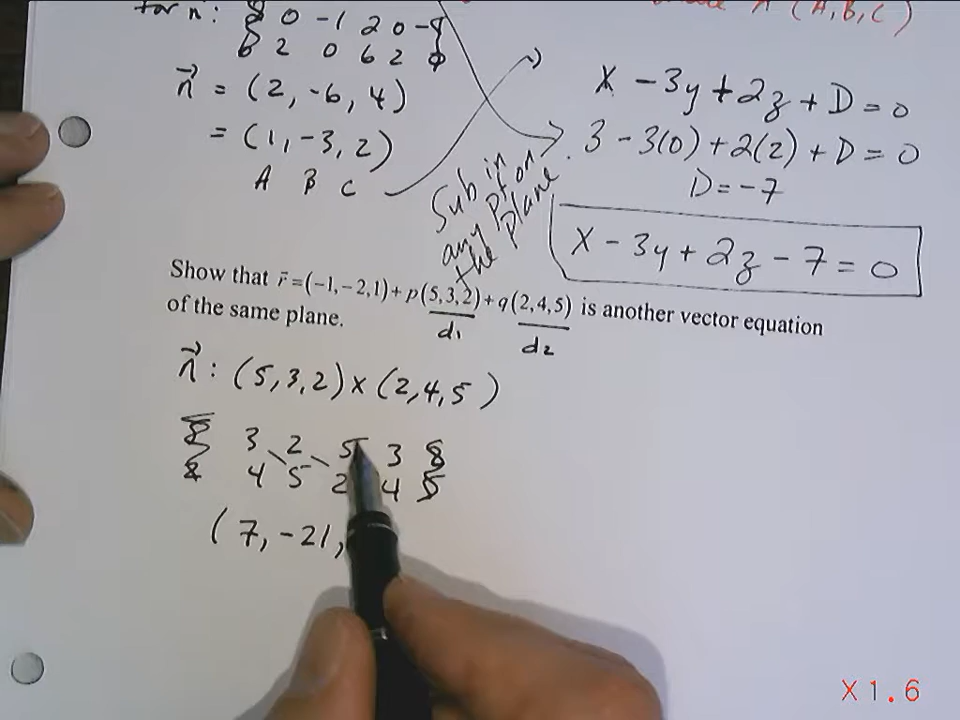 for n⃗: 0 -1 2 0
2 0 6 2
n⃗ = (2, -6, 4)
= (1, -3, 2)
A B C
(A, B, C)
x - 3y + 2z + D = 0
3 - 3(0) + 2(2) + D = 0
D = -7
x - 3y + 2z - 7 = 0
Sub in
any pt on
the plane
Show that r̄ = (-1, -2, 1) + p(5, 3, 2) + q(2, 4, 5) is another vector equation
of the same plane.
d1 d2
n⃗ : (5, 3, 2) x (2, 4, 5)
3 2 5 3
4 5 2 4 5
(7, -21,
X1.6